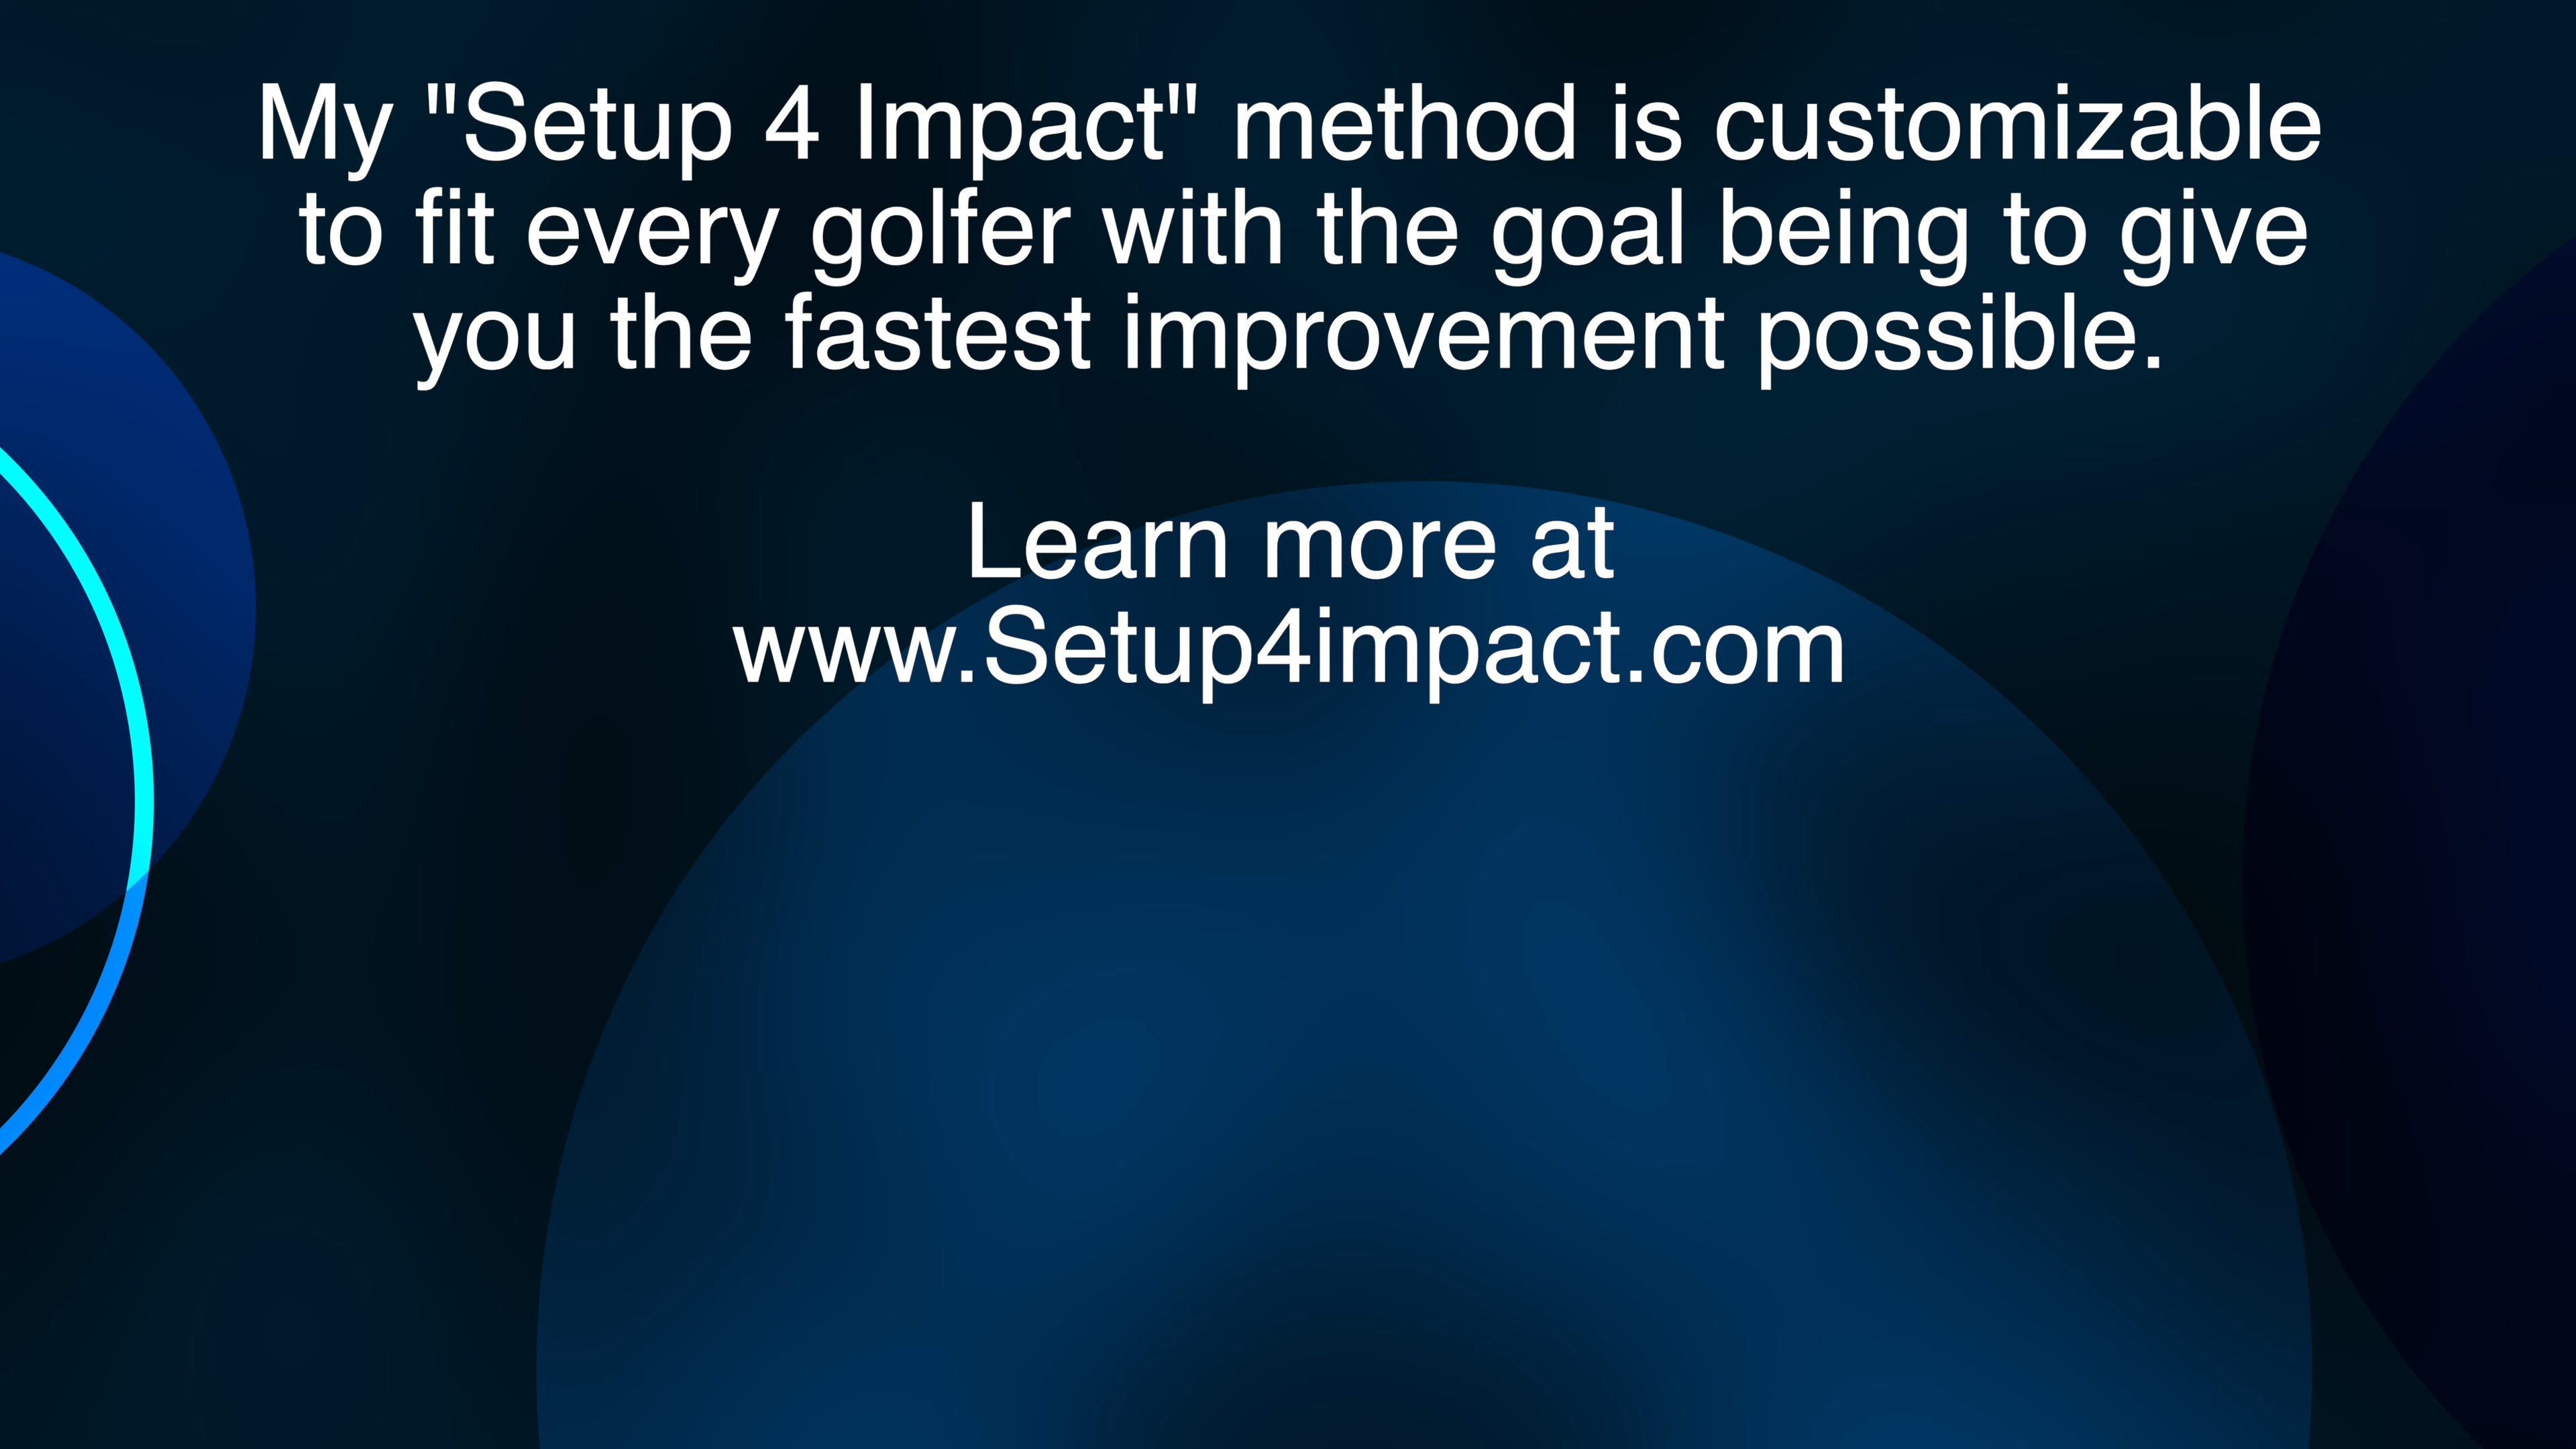 My "Setup 4 Impact" method is customizable
to fit every golfer with the goal being to give
you the fastest improvement possible.
Learn more at
www.Setup4impact.com